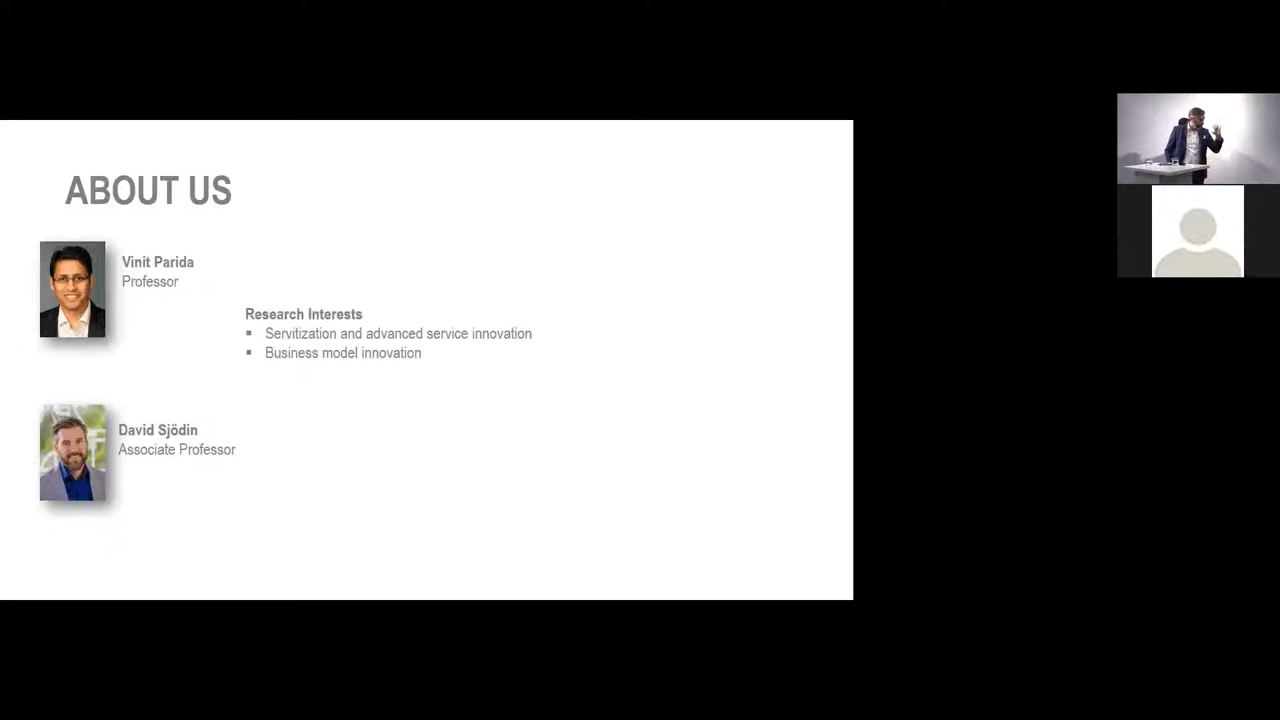 ABOUT US
Vinit Parida
Professor
Research Interests
▪ Servitization and advanced service innovation
▪ Business model innovation
David Sjödin
Associate Professor